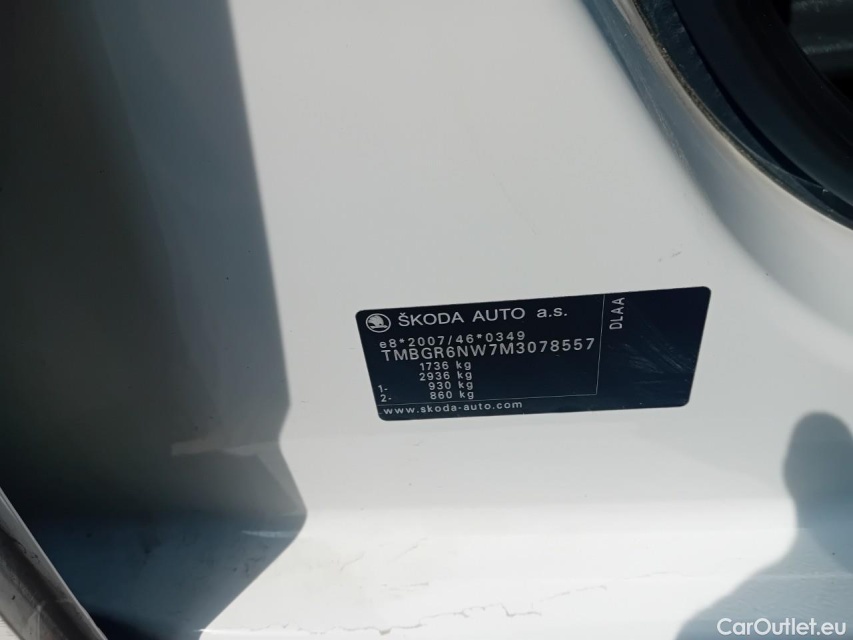 ŠKODA AUTO a.s.
e8*2007/46*0349
TMBGR6NW7M3078557
1736 kg
2936 kg
1- 930 kg
2- 860 kg
www.skoda-auto.com
DLAA
CarOutlet.eu